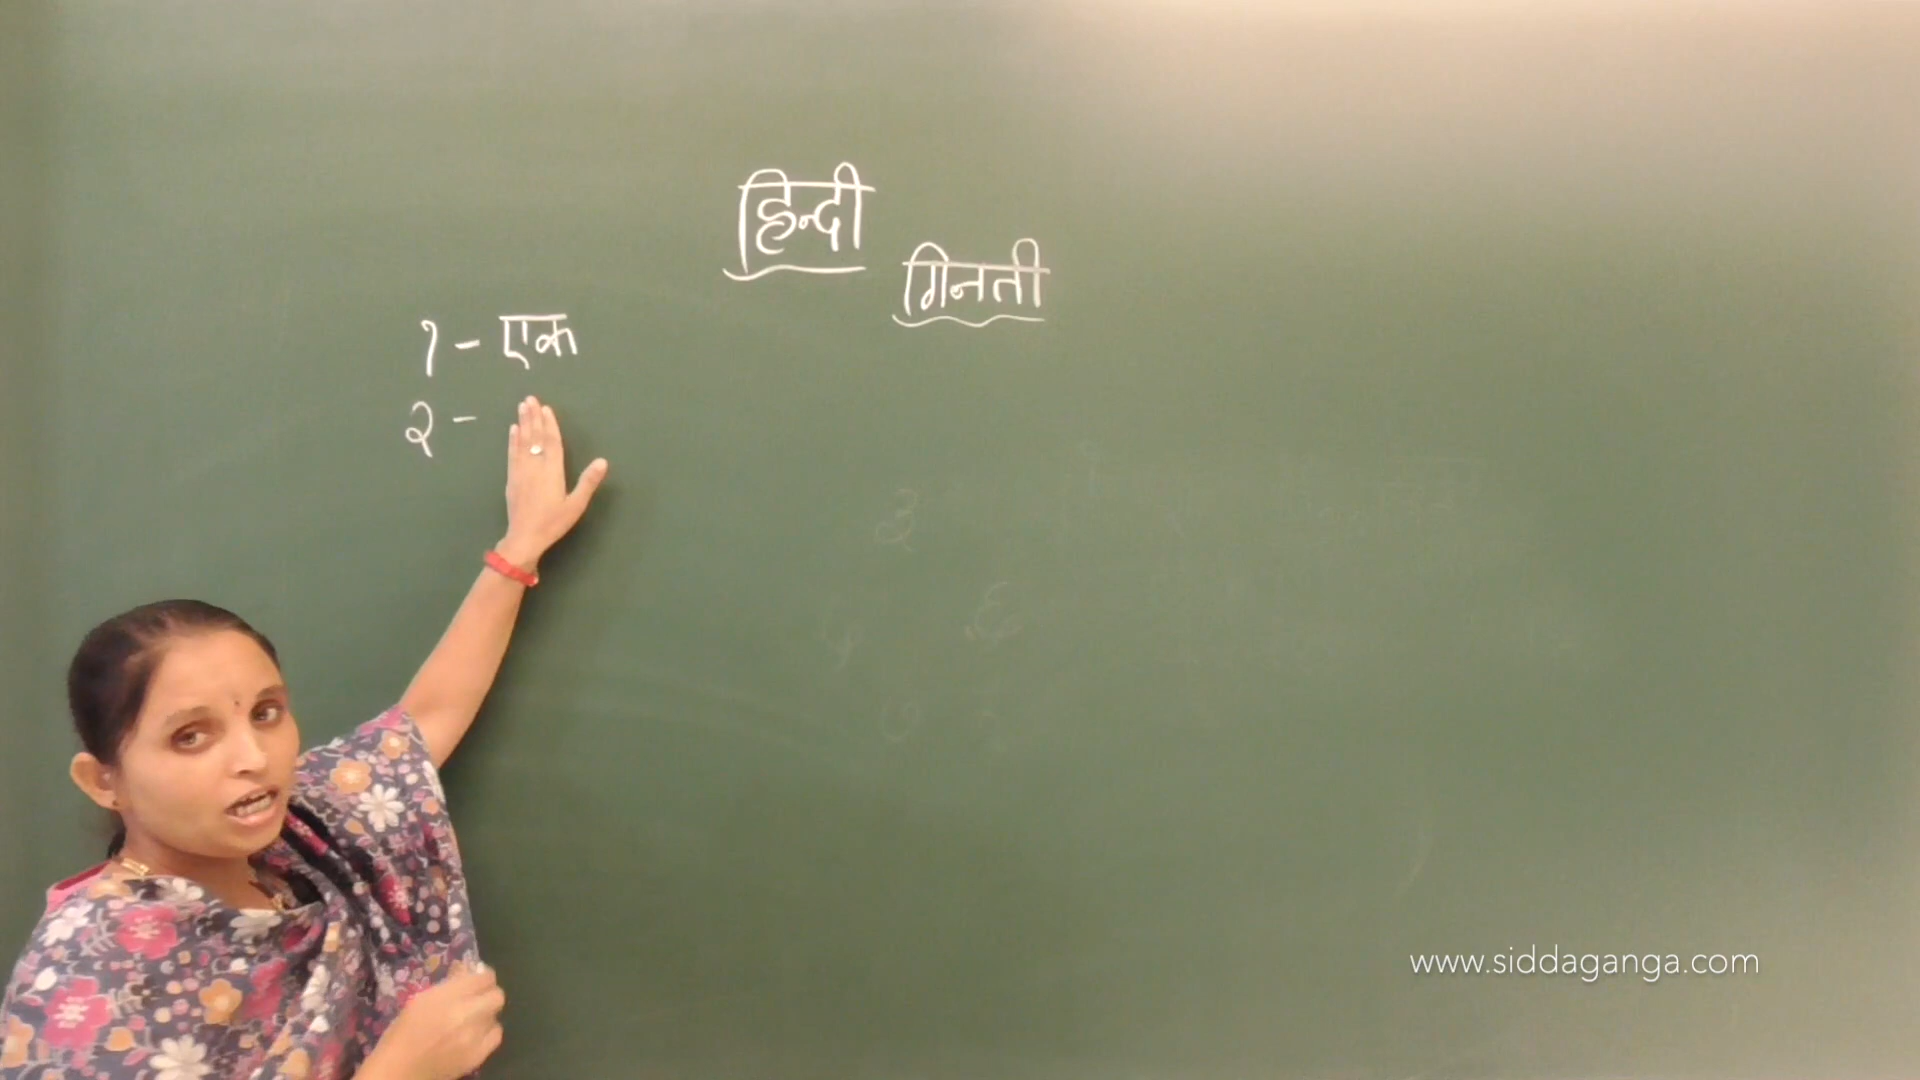 हिन्दी
गिनती
१ - एक
२ -
www.siddaganga.com